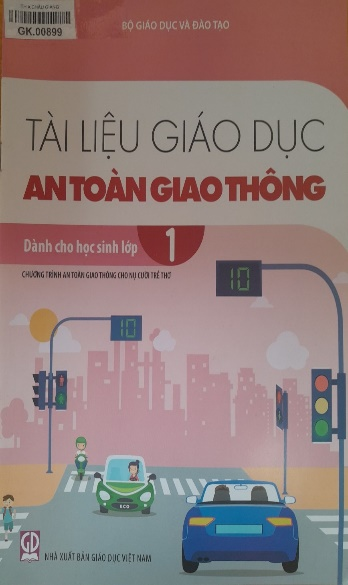 GK.00899
BỘ GIÁO DỤC VÀ ĐÀO TẠO
TÀI LIỆU GIÁO DỤC
AN TOÀN GIAO THÔNG
Dành cho học sinh lớp 1
CHƯƠNG TRÌNH AN TOÀN GIAO THÔNG CHO NỤ CƯỜI TRẺ THƠ
10
10
ECO
GD
NHÀ XUẤT BẢN GIÁO DỤC VIỆT NAM